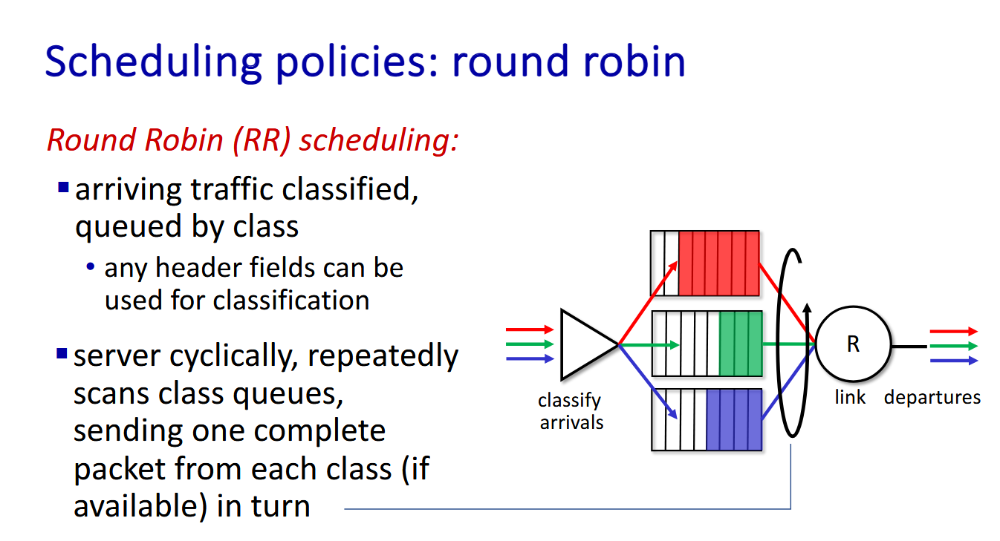 Scheduling policies: round robin
Round Robin (RR) scheduling:
▪ arriving traffic classified,
queued by class
• any header fields can be
used for classification
▪ server cyclically, repeatedly
scans class queues,
sending one complete
packet from each class (if
available) in turn
classify
arrivals
R
link
departures